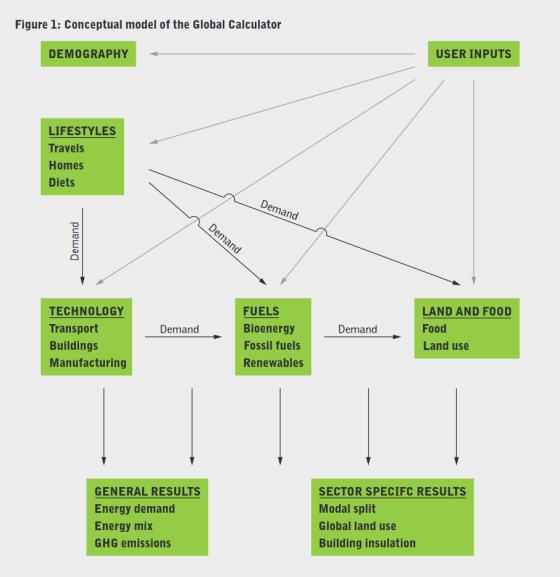 Figure 1: Conceptual model of the Global Calculator
DEMOGRAPHY
USER INPUTS
LIFESTYLES
Travels
Homes
Diets
Demand
Demand
Demand
TECHNOLOGY
Transport
Buildings
Manufacturing
Demand
FUELS
Bioenergy
Fossil fuels
Renewables
Demand
LAND AND FOOD
Food
Land use
GENERAL RESULTS
Energy demand
Energy mix
GHG emissions
SECTOR SPECIFC RESULTS
Modal split
Global land use
Building insulation